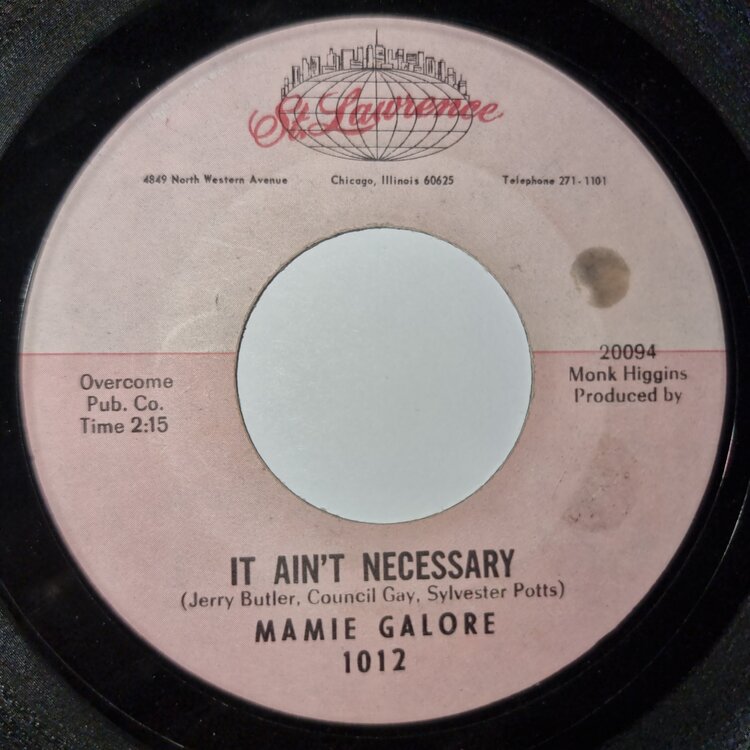 St. Lawrence
4849 North Western Avenue Chicago, Illinois 60625 Telephone 271-1101
Overcome
Pub. Co.
Time 2:15
20094
Monk Higgins
Produced by
IT AIN'T NECESSARY
(Jerry Butler, Council Gay, Sylvester Potts)
MAMIE GALORE
1012